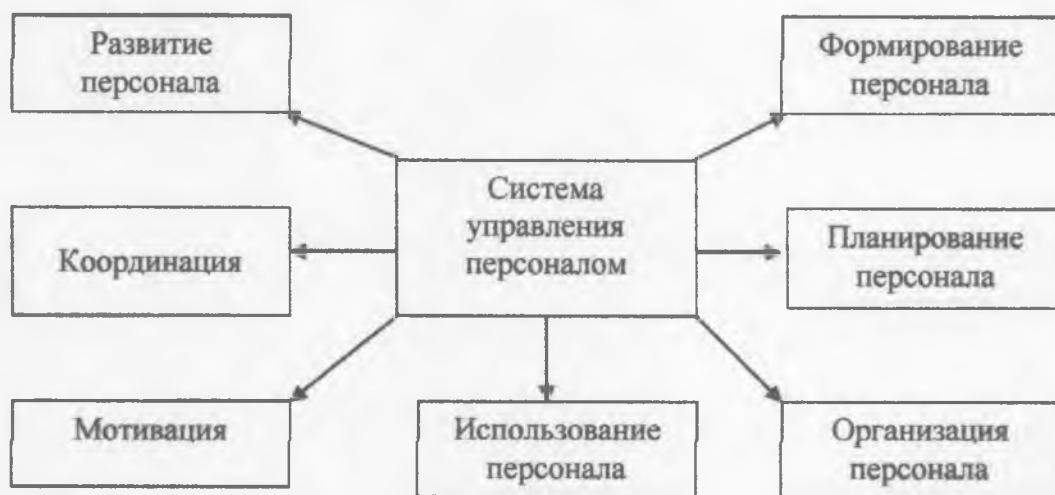 Развитие
персонала
Формирование
персонала
Система
управления
персоналом
Координация
Планирование
персонала
Мотивация
Использование
персонала
Организация
персонала